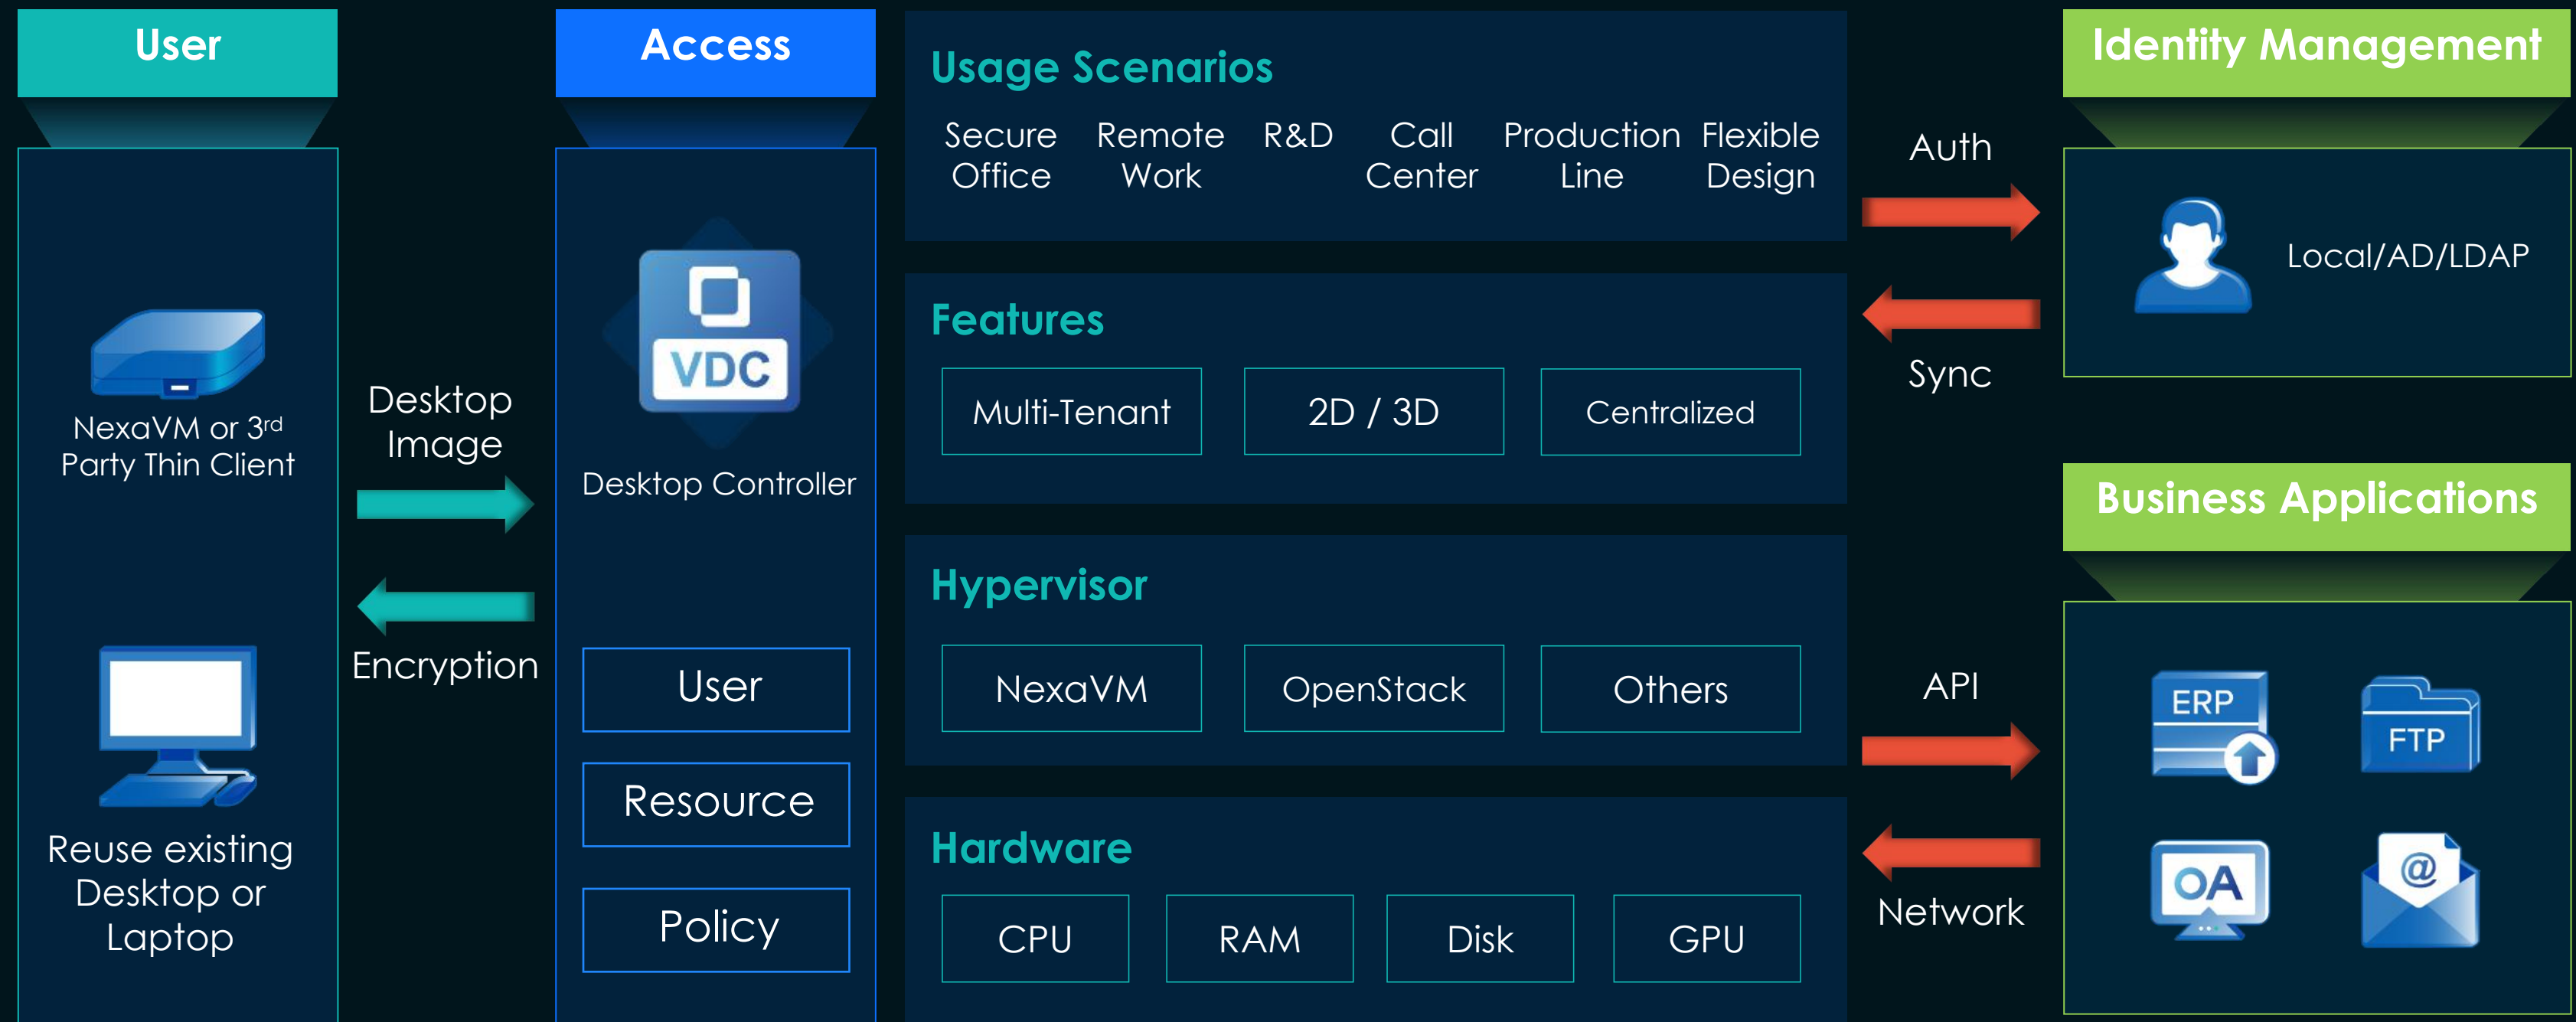 User
NexaVM or 3rd
Party Thin Client
Reuse existing
Desktop or
Laptop
Desktop
Image
Encryption
Access
VDC
Desktop Controller
User
Resource
Policy
Usage Scenarios
Secure
Office
Remote
Work
R&D
Call
Center
Production
Line
Flexible
Design
Features
Multi-Tenant
2D / 3D
Centralized
Hypervisor
NexaVM
OpenStack
Others
Hardware
CPU
RAM
Disk
GPU
Auth
Sync
API
Network
Identity Management
Local/AD/LDAP
Business Applications
ERP
FTP
OA
@